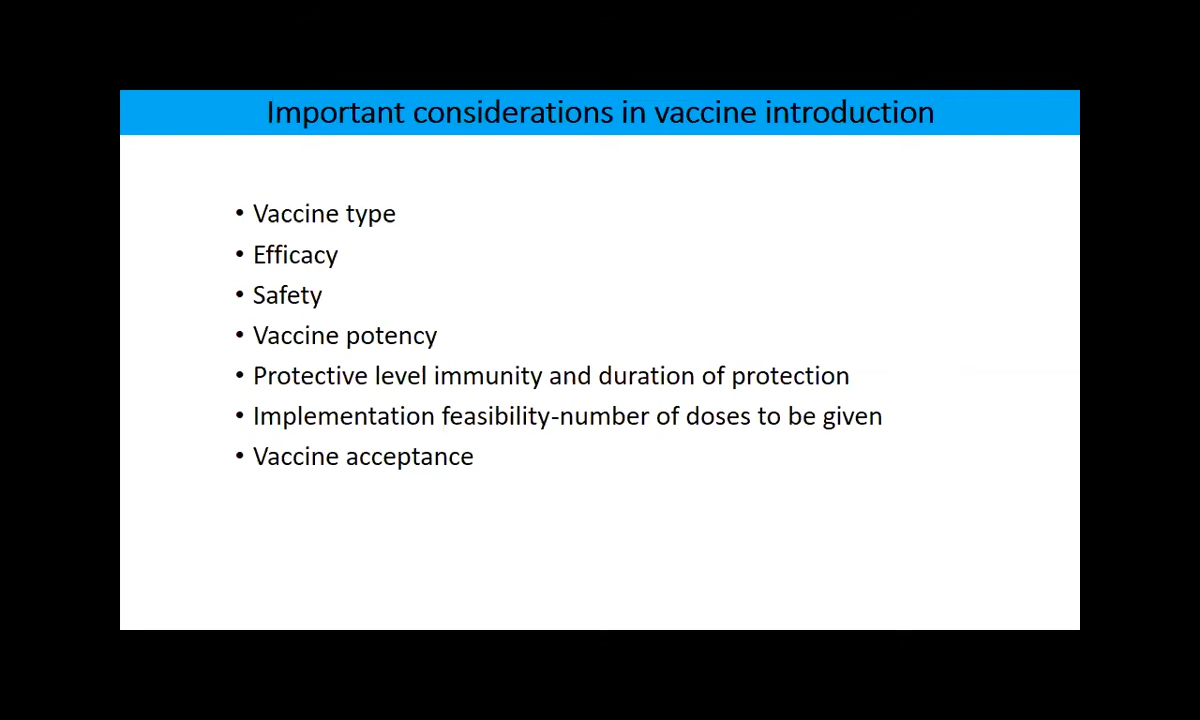 Important considerations in vaccine introduction
• Vaccine type
• Efficacy
• Safety
• Vaccine potency
• Protective level immunity and duration of protection
• Implementation feasibility-number of doses to be given
• Vaccine acceptance